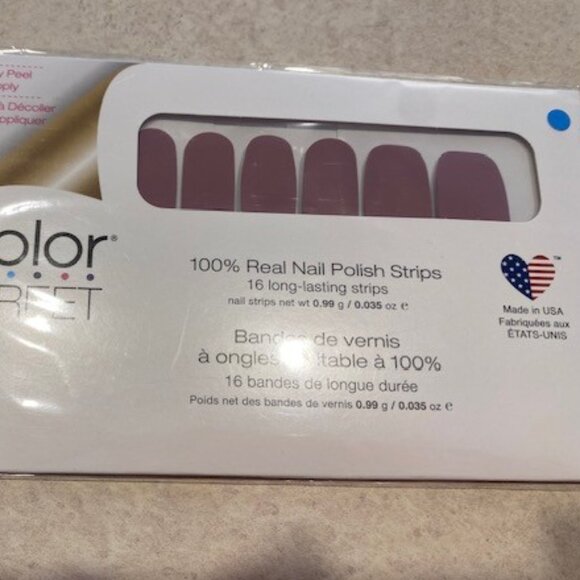 y Peel
pply
à Décoller
ppliquer
olor®
REET
100% Real Nail Polish Strips
16 long-lasting strips
nail strips net wt 0.99 g / 0.035 oz e
Bandes de vernis
à ongles itable à 100%
16 bandes de longue durée
Poids net des bandes de vernis 0.99 g / 0.035 oz e
TM
Made in USA
Fabriquées aux
ÉTATS-UNIS